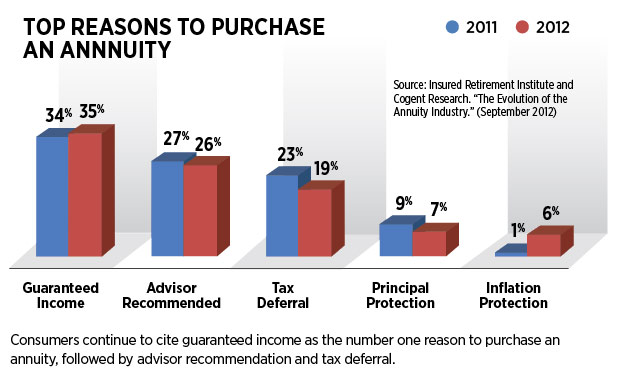 TOP REASONS TO PURCHASE
AN ANNNUITY
2011 2012
Source: Insured Retirement Institute and
Cogent Research. “The Evolution of the
Annuity Industry.” (September 2012)
34% 35%
27% 26%
23% 19%
9% 7%
1% 6%
Guaranteed
Income
Advisor
Recommended
Tax
Deferral
Principal
Protection
Inflation
Protection
Consumers continue to cite guaranteed income as the number one reason to purchase an
annuity, followed by advisor recommendation and tax deferral.